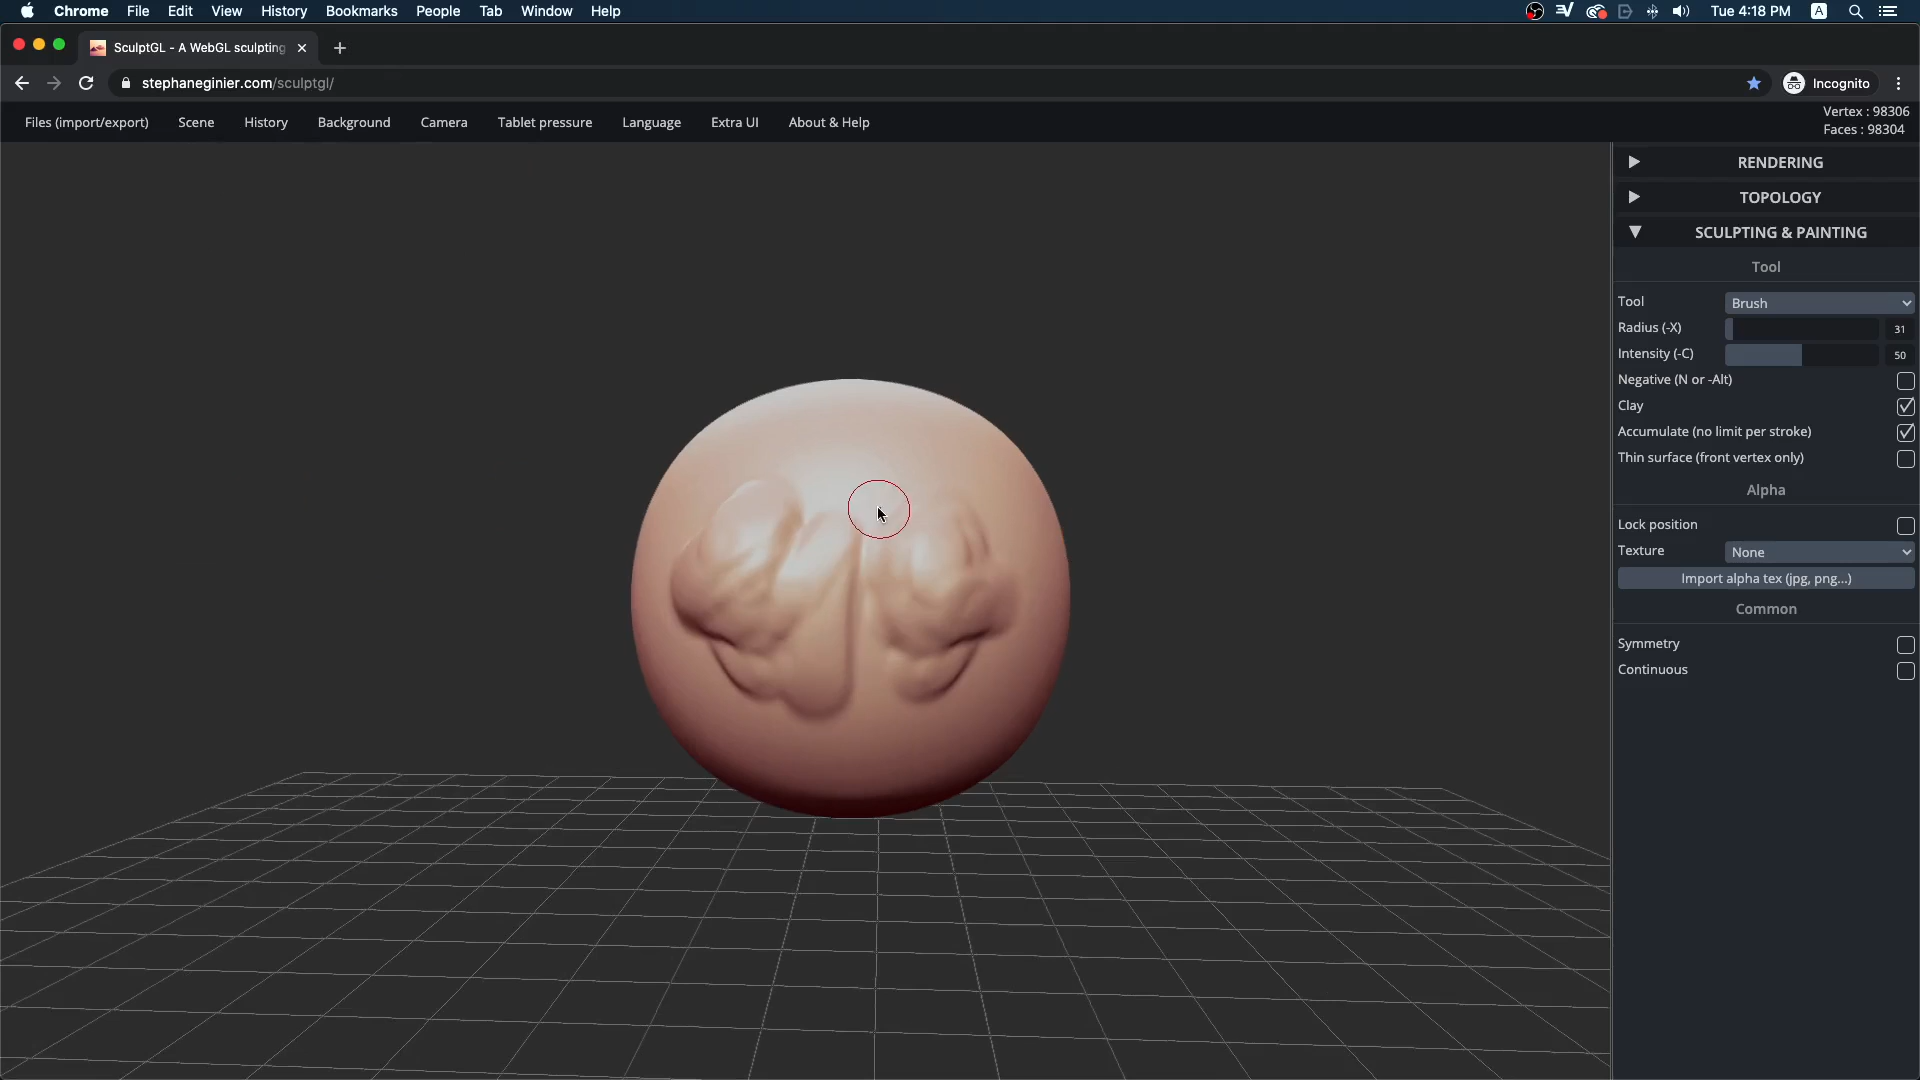 Chrome File Edit View History Bookmarks People Tab Window Help Tue 4:18 PM A
SculptGL - A WebGL sculpting
stephaneginier.com/sculptgl/ Incognito
Files (import/export) Scene History Background Camera Tablet pressure Language Extra UI About & Help
Vertex : 98306
Faces : 98304
RENDERING
TOPOLOGY
SCULPTING & PAINTING
Tool
Tool Brush
Radius (-X) 31
Intensity (-C) 50
Negative (N or -Alt)
Clay
Accumulate (no limit per stroke)
Thin surface (front vertex only)
Alpha
Lock position
Texture None
Import alpha tex (jpg, png...)
Common
Symmetry
Continuous